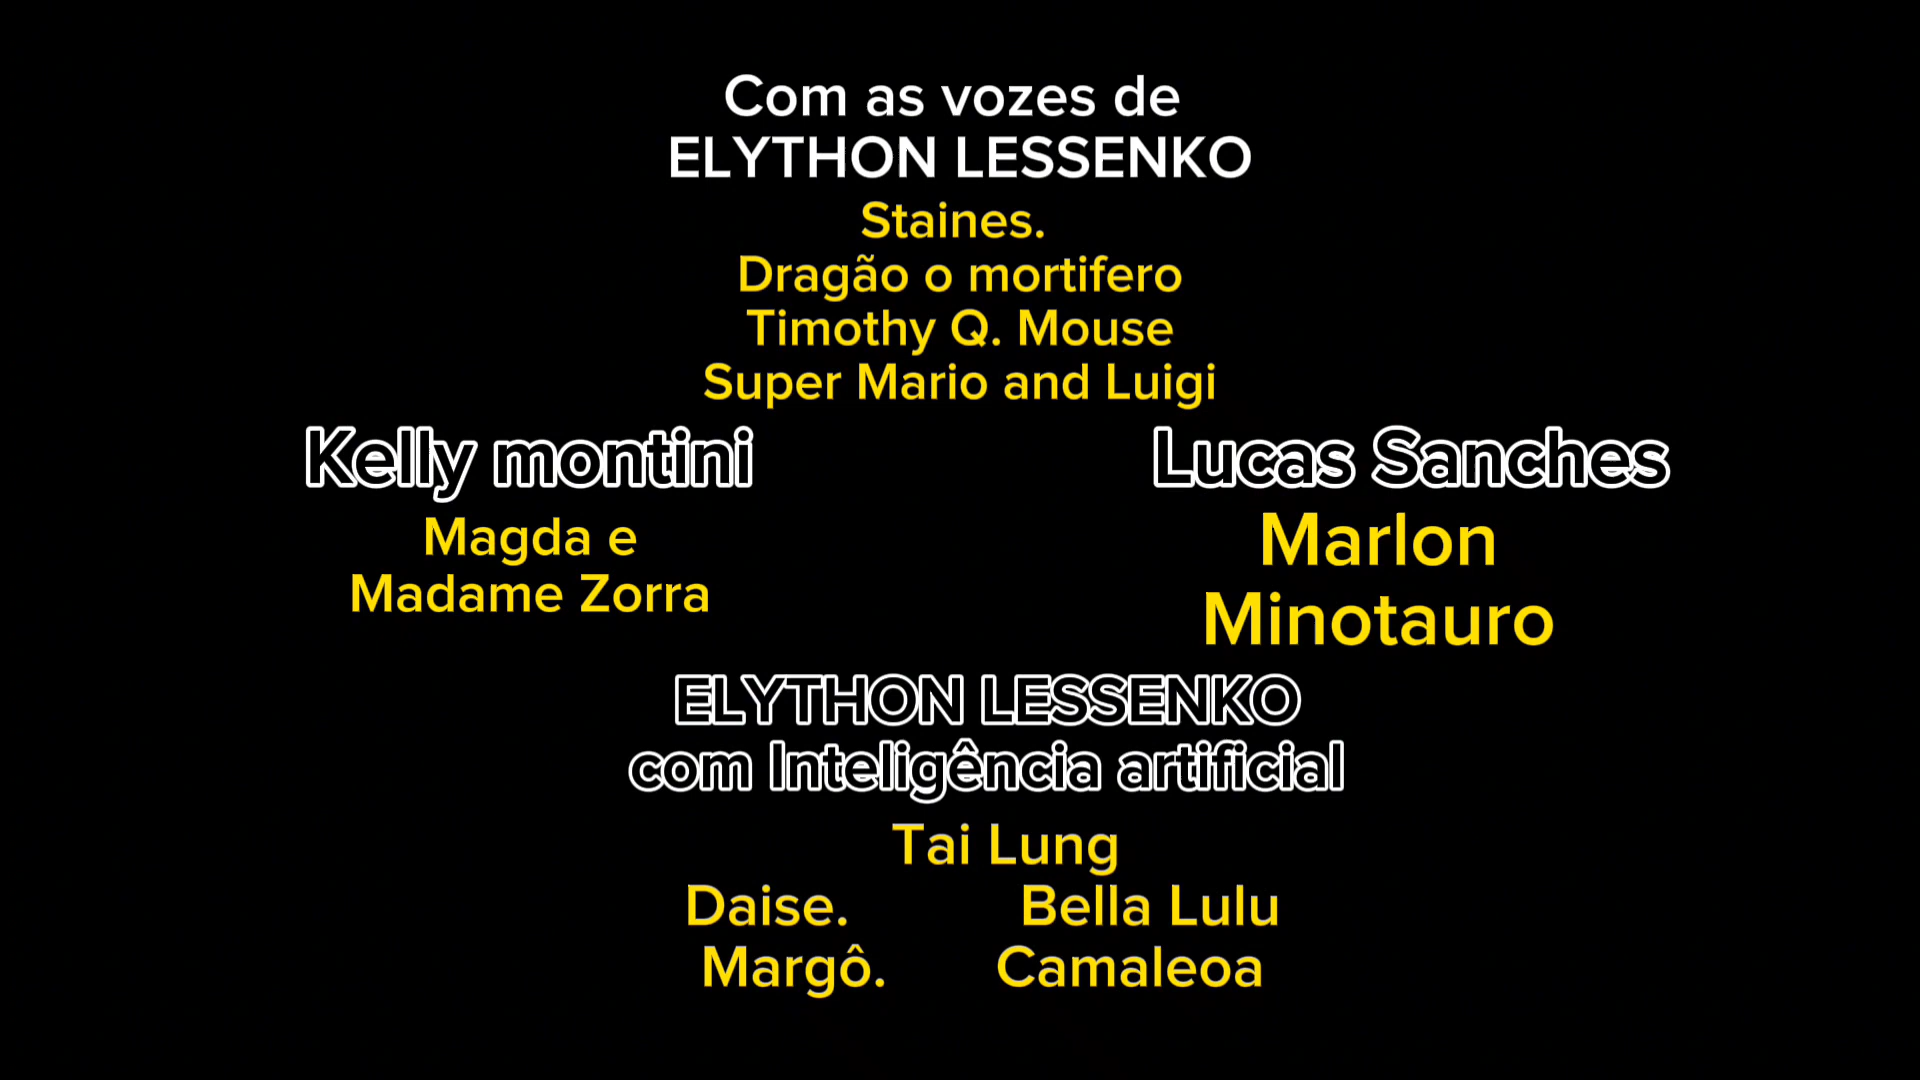 Com as vozes de
ELYTHON LESSENKO
Staines.
Dragão o mortifero
Timothy Q. Mouse
Super Mario and Luigi
Kelly montini
Magda e
Madame Zorra
Lucas Sanches
Marlon
Minotauro
ELYTHON LESSENKO
com Inteligência artificial
Tai Lung
Daise. Bella Lulu
Margô. Camaleoa